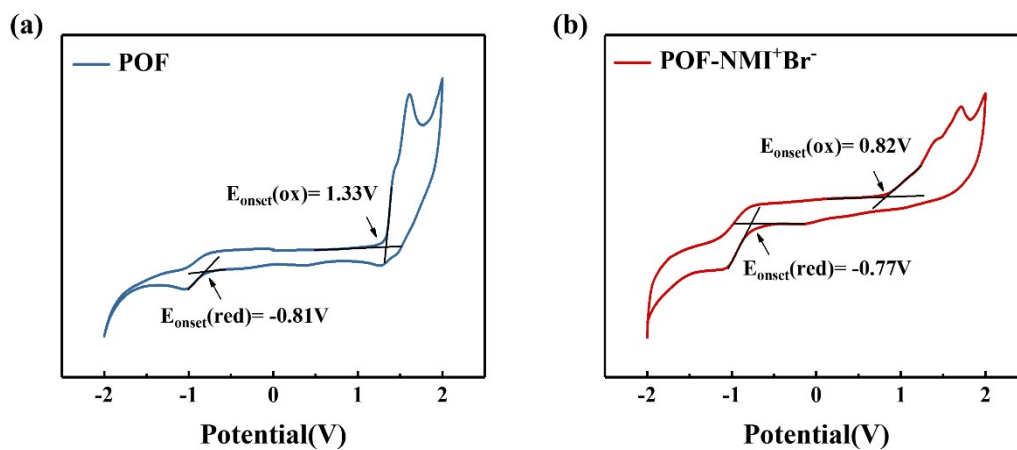 (a)
POF
E_onset(ox)= 1.33V
E_onset(red)= -0.81V
-2 -1 0 1 2
Potential(V)
(b)
POF-NMI⁺Br⁻
E_onset(ox)= 0.82V
E_onset(red)= -0.77V
-2 -1 0 1 2
Potential(V)